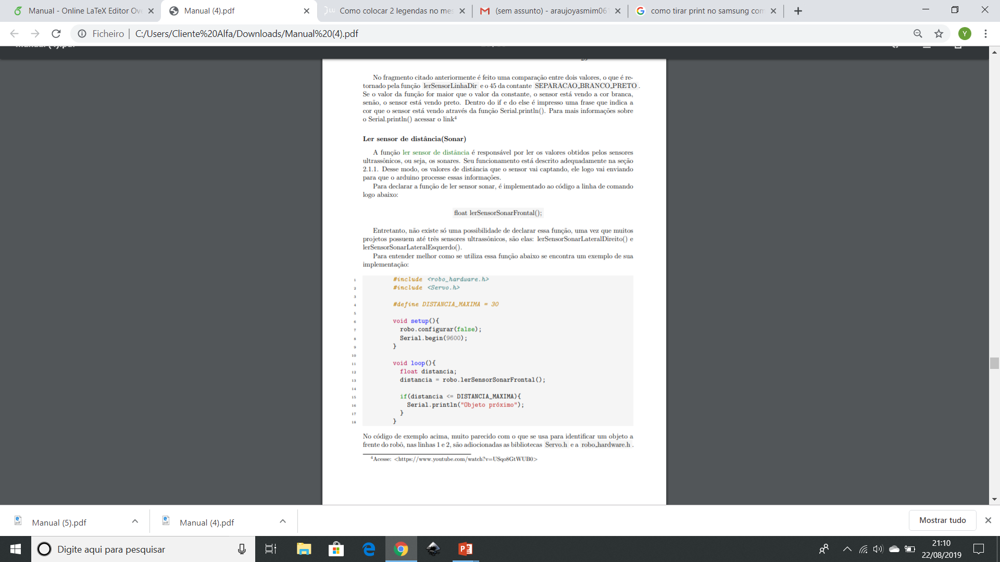 Manual - Online LaTeX Editor Ove
Manual (4).pdf
Como colocar 2 legendas no mes
(sem assunto) - araujoyasmim06
como tirar print no samsung com
Ficheiro
C:/Users/Cliente%20Alfa/Downloads/Manual%20(4).pdf
Y
No fragmento citado anteriormente é feito uma comparação entre dois valores, o que é re-
tornado pela função lerSensorLinhaDir e o 45 da contante SEPARACAO_BRANCO_PRETO .
Se o valor da função for maior que o valor da constante, o sensor está vendo a cor branca,
senão, o sensor está vendo preto. Dentro do if e do else é impresso uma frase que indica a
cor que o sensor está vendo através da função Serial.println(). Para mais informações sobre
o Serial.println() acessar o link4
Ler sensor de distância(Sonar)
A função ler sensor de distância é responsável por ler os valores obtidos pelos sensores
ultrassônicos, ou seja, os sonares. Seu funcionamento está descrito adequadamente na seção
2.1.1. Desse modo, os valores de distância que o sensor vai captando, ele logo vai enviando
para que o arduino processe essas informações.
Para declarar a função de ler sensor sonar, é implementado ao código a linha de comando
logo abaixo:
float lerSensorSonarFrontal();
Entretanto, não existe só uma possibilidade de declarar essa função, uma vez que muitos
projetos possuem até três sensores ultrassônicos, são elas: lerSensorSonarLateralDireito() e
lerSensorSonarLateralEsquerdo().
Para entender melhor como se utiliza essa função abaixo se encontra um exemplo de sua
implementação:
1 #include <robo_hardware.h>
2 #include <Servo.h>
3
4 #define DISTANCIA_MAXIMA = 30
5
6 void setup(){
7 robo.configurar(false);
8 Serial.begin(9600);
9 }
10
11 void loop(){
12 float distancia;
13 distancia = robo.lerSensorSonarFrontal();
14
15 if(distancia <= DISTANCIA_MAXIMA){
16 Serial.println("Objeto próximo");
17 }
18 }
No código de exemplo acima, muito parecido com o que se usa para identificar um objeto a
frente do robô, nas linhas 1 e 2, são adiocionadas as bibliotecas Servo.h e a robo_hardware.h .
4Acesse: <https://www.youtube.com/watch?v=USqo8GtWUB0>
Manual (5).pdf
Manual (4).pdf
Mostrar tudo
Digite aqui para pesquisar
21:10
22/08/2019